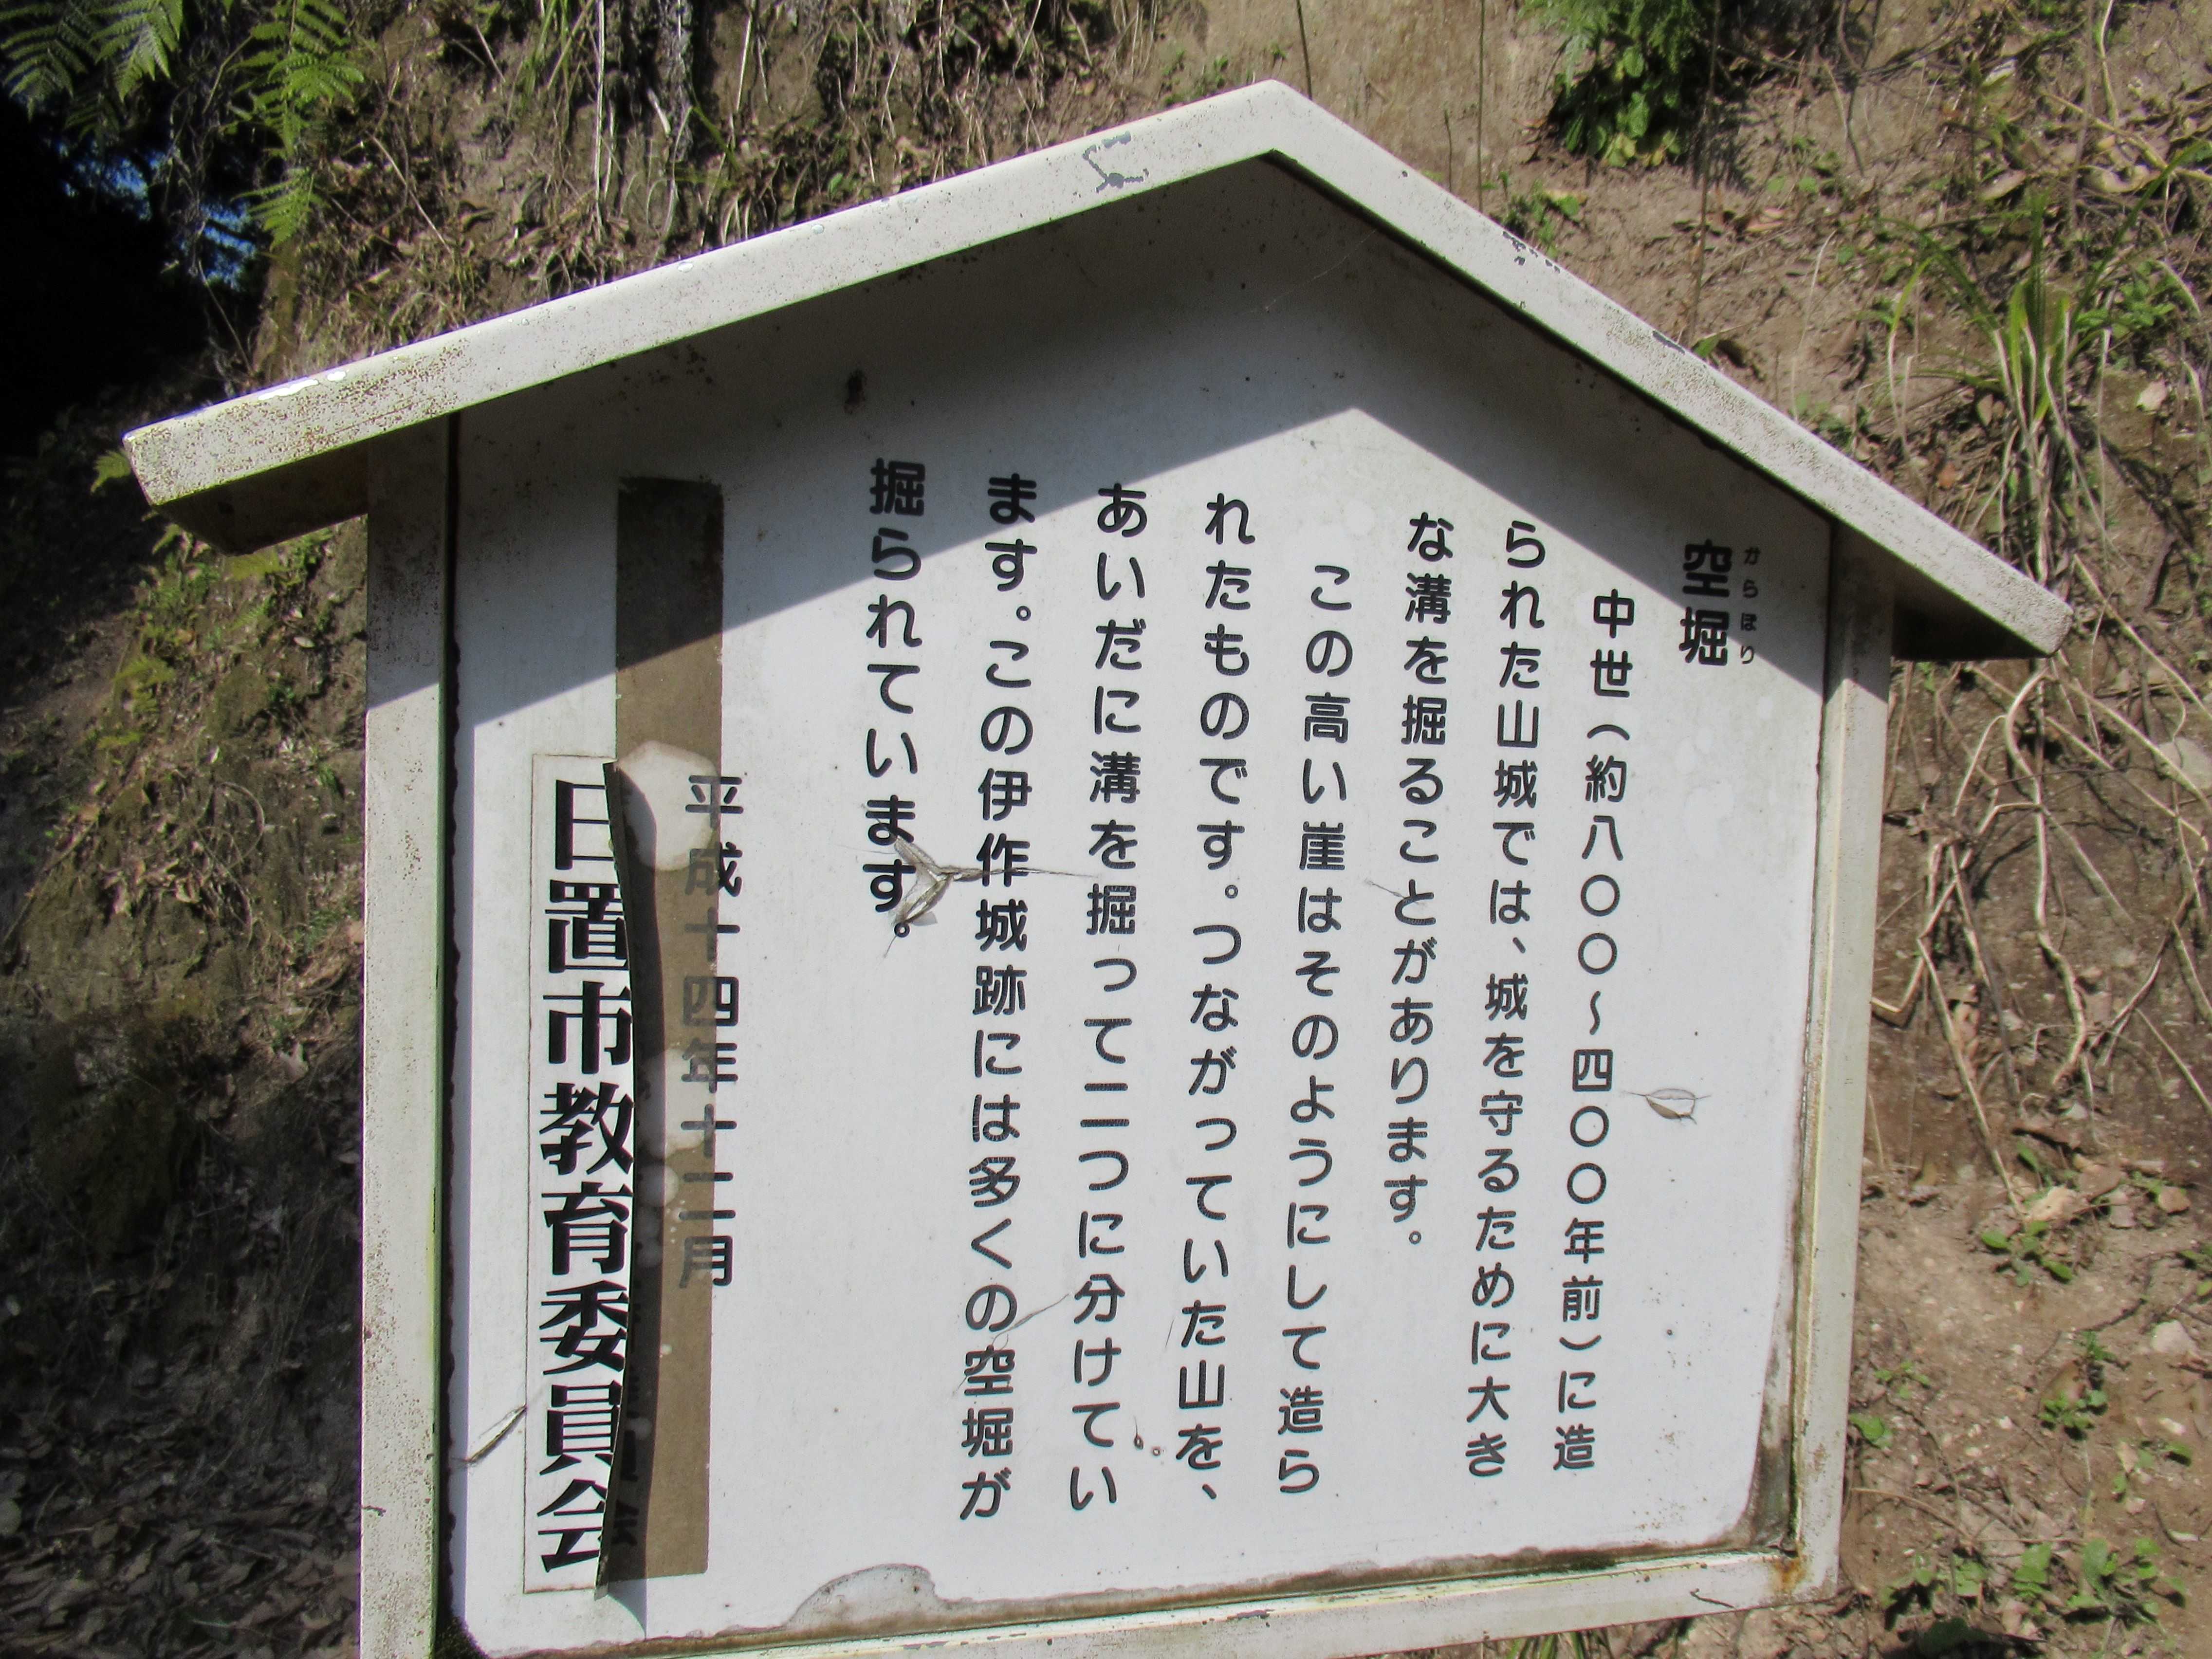 空堀
からほり
中世（約八〇〇～四〇〇年前）に造
られた山城では、城を守るために大き
な溝を掘ることがあります。
この高い崖はそのようにして造ら
れたものです。つながっていた山を、
あいだに溝を掘って二つに分けてい
ます。この伊作城跡には多くの空堀が
掘られています。
平成十四年十二月
日置市教育委員会